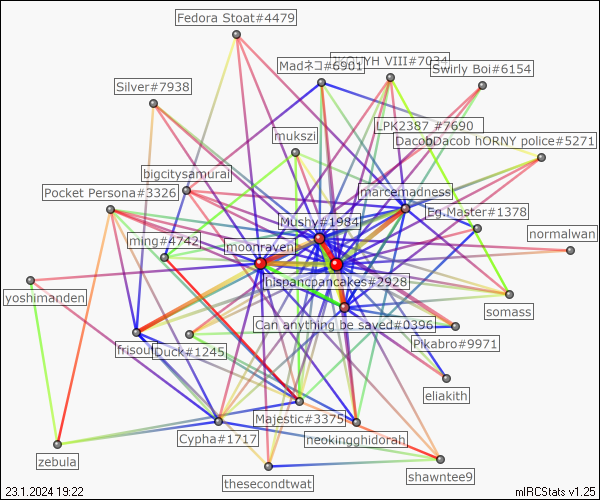 Fedora Stoat#4479
Madネコ#6901
VIII#7034
Swirly Boi#6154
Silver#7938
LPK2387 #7690
mukszi
DacobDacob hORNY police#5271
bigcitysamurai
Pocket Persona#3326
marcemadness
Mushy#1984
Eg.Master#1378
ming#4742
moonraven
normalwan
hispancpancakes#2928
yoshimanden
somass
Can anything be saved#0396
frisout
Duck#1245
Pikabro#9971
eliakith
Majestic#3375
Cypha#1717
neokingghidorah
zebula
shawntee9
thesecondtwat
23.1.2024 19:22
mIRCStats v1.25